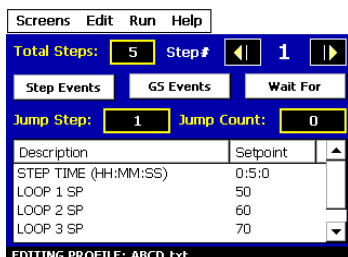 Screens Edit Run Help
Total Steps: 5 Step# 1
Step Events GS Events Wait For
Jump Step: 1 Jump Count: 0
Description Setpoint
STEP TIME (HH:MM:SS) 0:5:0
LOOP 1 SP 50
LOOP 2 SP 60
LOOP 3 SP 70
EDITING PROFILE: ABCD.txt